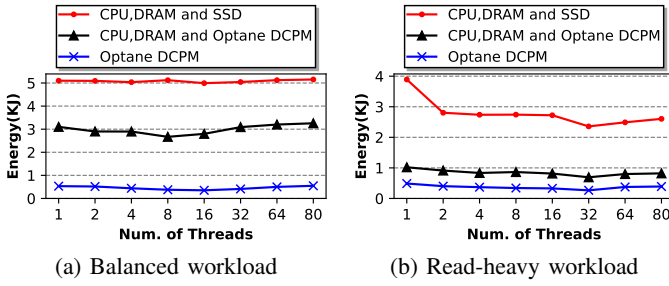 CPU,DRAM and SSD
CPU,DRAM and Optane DCPM
Optane DCPM
Energy(KJ)
5
4
3
2
1
0
1 2 4 8 16 32 64 80
Num. of Threads
(a) Balanced workload
CPU,DRAM and SSD
CPU,DRAM and Optane DCPM
Optane DCPM
Energy(KJ)
4
3
2
1
0
1 2 4 8 16 32 64 80
Num. of Threads
(b) Read-heavy workload